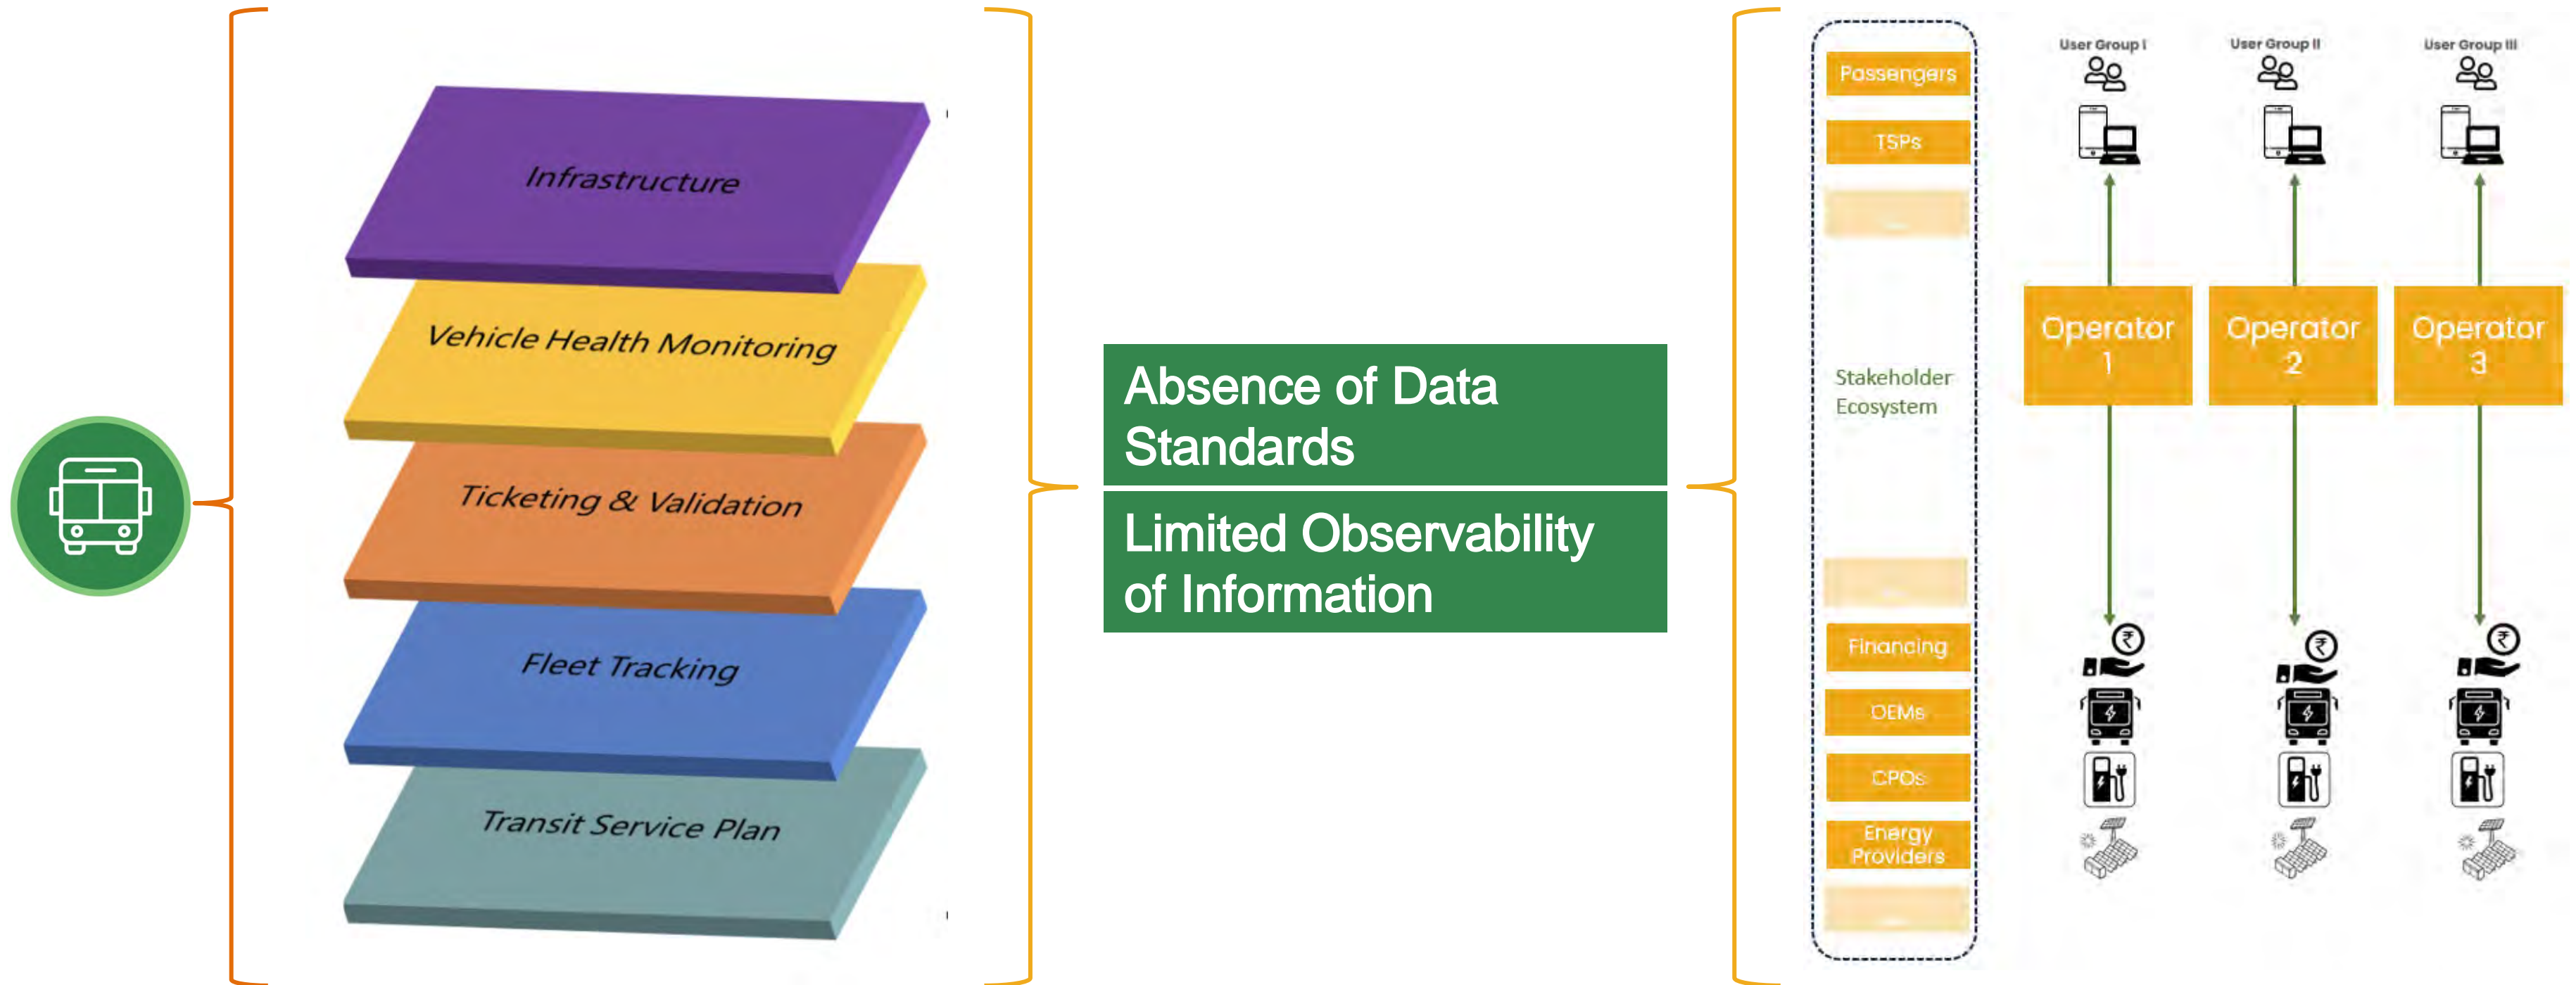 Infrastructure
Vehicle Health Monitoring
Ticketing & Validation
Fleet Tracking
Transit Service Plan
Absence of Data
Standards
Limited Observability
of Information
Passengers
TSPs
Stakeholder
Ecosystem
Financing
OEMs
CPOs
Energy
Providers
User Group I
User Group II
User Group III
Operator
1
Operator
2
Operator
3
₹
₹
₹